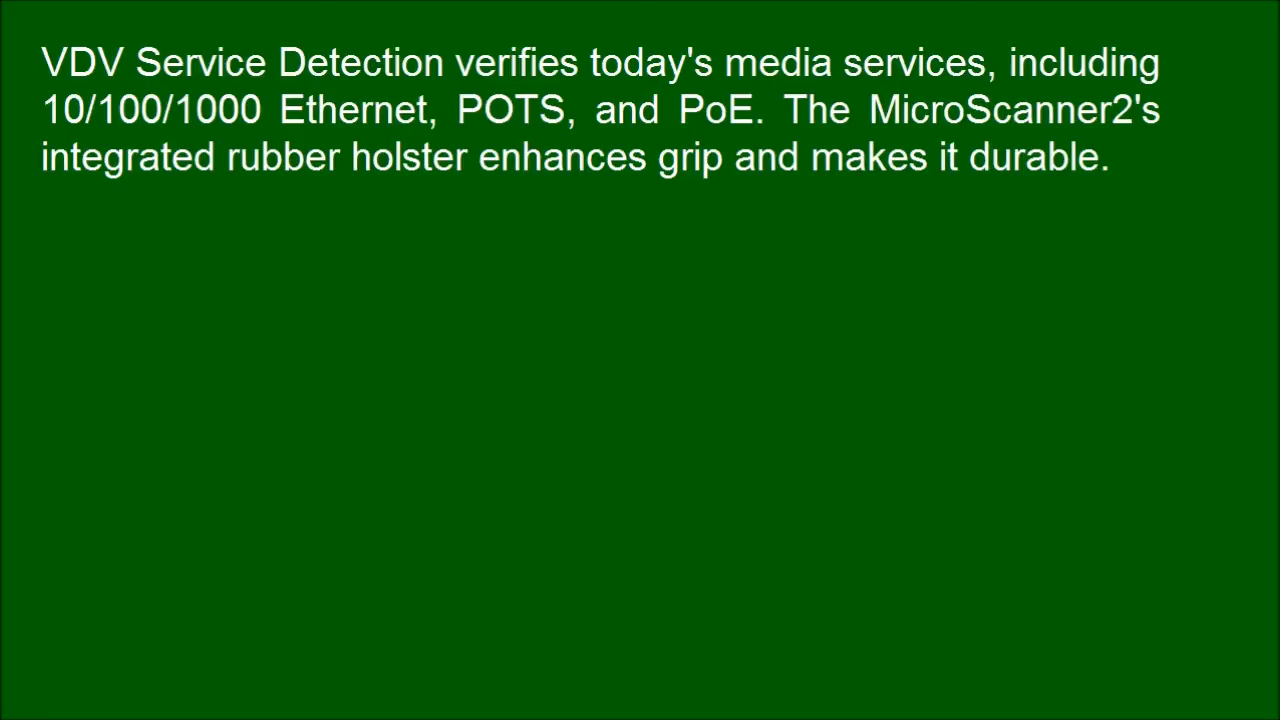 VDV Service Detection verifies today's media services, including
10/100/1000 Ethernet, POTS, and PoE. The MicroScanner2's
integrated rubber holster enhances grip and makes it durable.